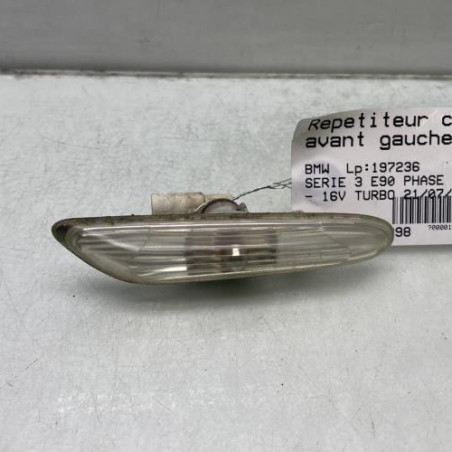 Repetiteur
avant gauche
BMW Lp:197236
SERIE 3 E90 PHASE
- 16V TURBO 21/07/
98